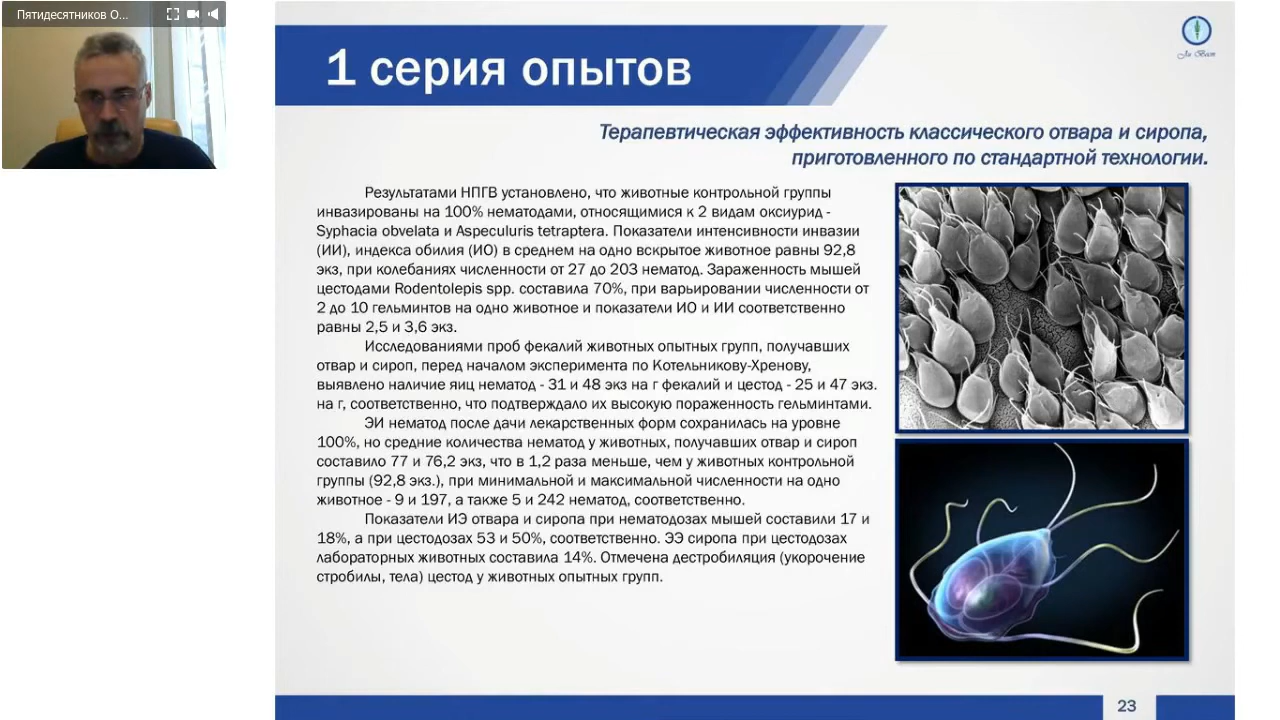 Пятидесятников О...
1 серия опытов
Терапевтическая эффективность классического отвара и сиропа,
приготовленного по стандартной технологии.
Результатами НПГВ установлено, что животные контрольной группы
инвазированы на 100% нематодами, относящимися к 2 видам оксиурид -
Syphacia obvelata и Aspeculuris tetraptera. Показатели интенсивности инвазии
(ИИ), индекса обилия (ИО) в среднем на одно вскрытое животное равны 92,8
экз, при колебаниях численности от 27 до 203 нематод. Зараженность мышей
цестодами Rodentolepis spp. составила 70%, при варьировании численности от
2 до 10 гельминтов на одно животное и показатели ИО и ИИ соответственно
равны 2,5 и 3,6 экз.
Исследованиями проб фекалий животных опытных групп, получавших
отвар и сироп, перед началом эксперимента по Котельникову-Хренову,
выявлено наличие яиц нематод - 31 и 48 экз на г фекалий и цестод - 25 и 47 экз.
на г, соответственно, что подтверждало их высокую пораженность гельминтами.
ЭИ нематод после дачи лекарственных форм сохранилась на уровне
100%, но средние количества нематод у животных, получавших отвар и сироп
составило 77 и 76,2 экз, что в 1,2 раза меньше, чем у животных контрольной
группы (92,8 экз.), при минимальной и максимальной численности на одно
животное - 9 и 197, а также 5 и 242 нематод, соответственно.
Показатели ИЭ отвара и сиропа при нематодозах мышей составили 17 и
18%, а при цестодозах 53 и 50%, соответственно. ЭЭ сиропа при цестодозах
лабораторных животных составила 14%. Отмечена дестробиляция (укорочение
стробилы, тела) цестод у животных опытных групп.
23